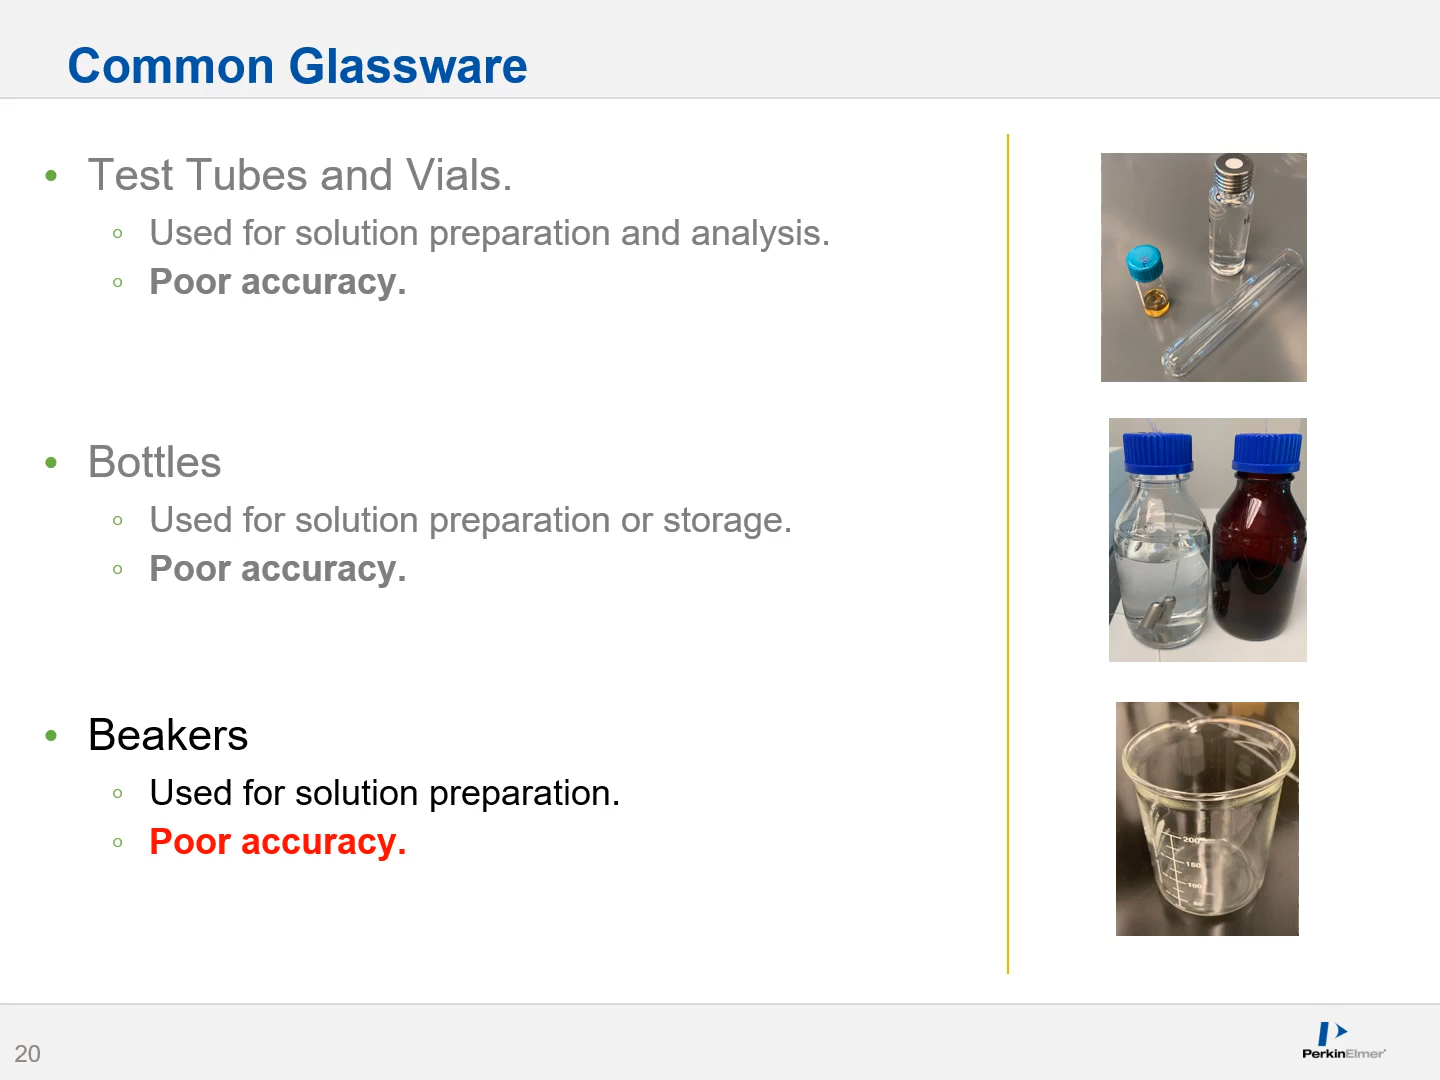 Common Glassware
• Test Tubes and Vials.
◦ Used for solution preparation and analysis.
◦ Poor accuracy.
• Bottles
◦ Used for solution preparation or storage.
◦ Poor accuracy.
• Beakers
◦ Used for solution preparation.
◦ Poor accuracy.
200
150
100
20
PerkinElmer